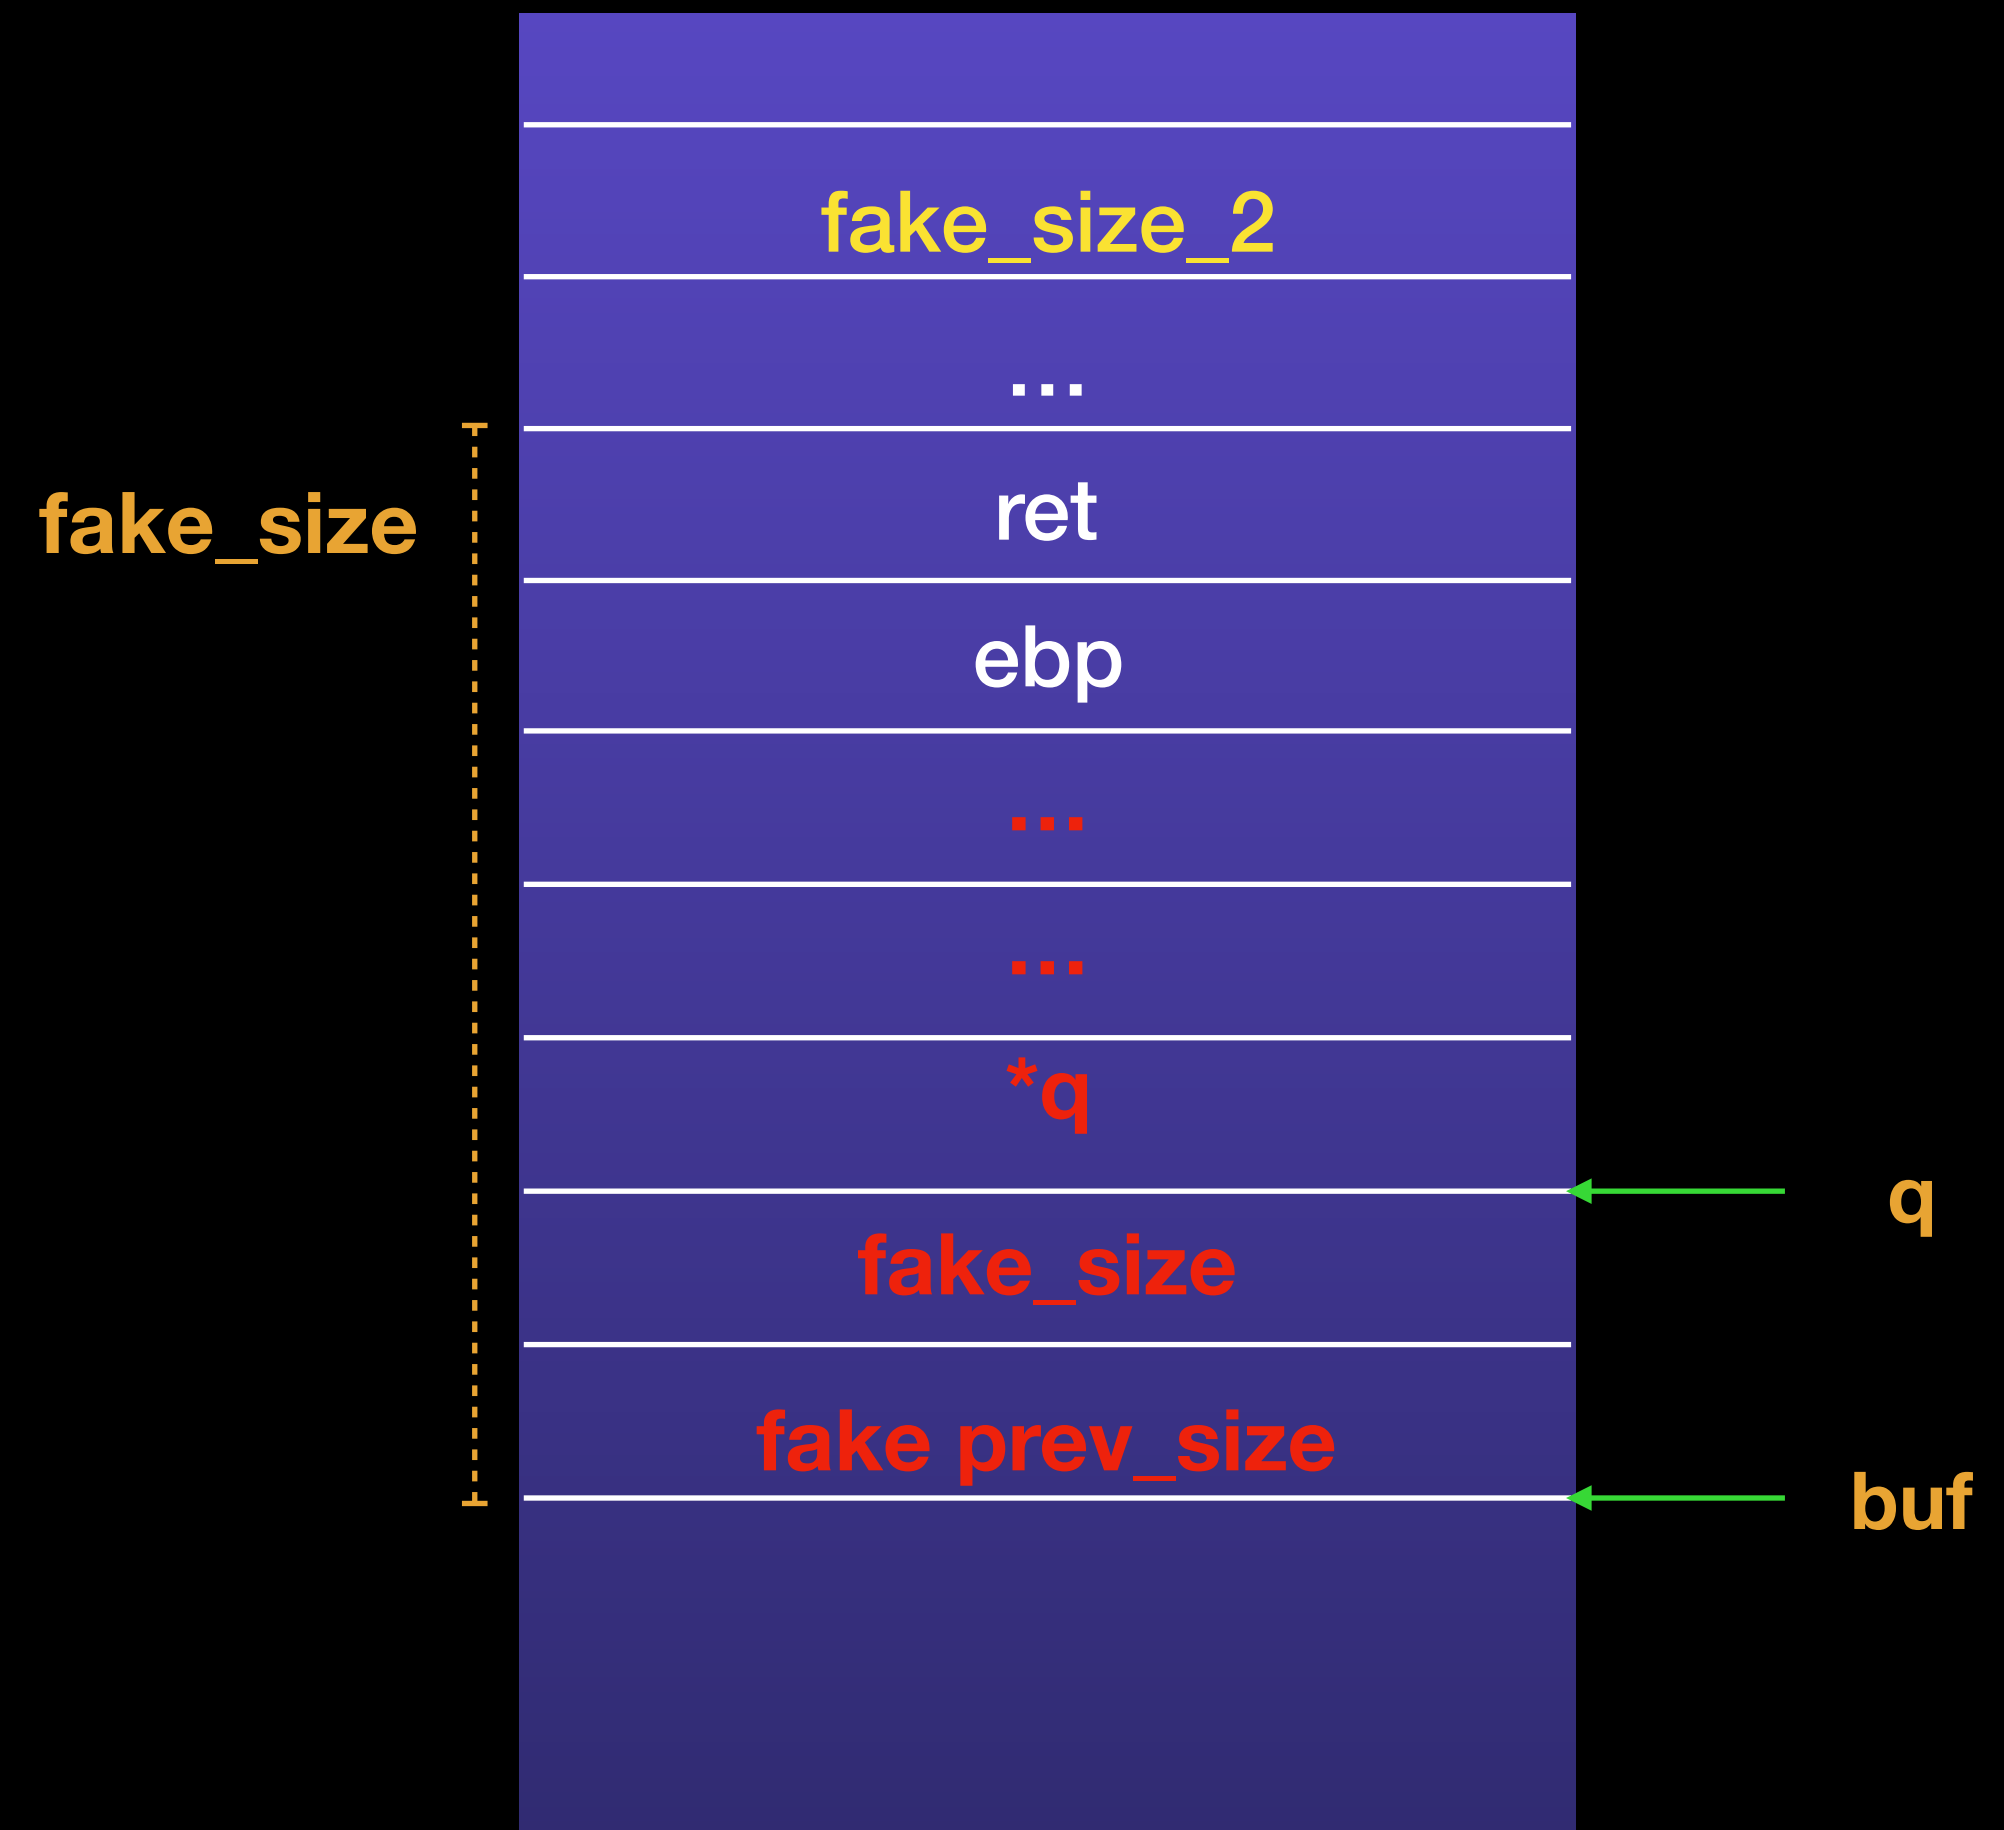 fake_size_2
...
ret
fake_size
ebp
...
...
*q
q
fake_size
fake prev_size
buf